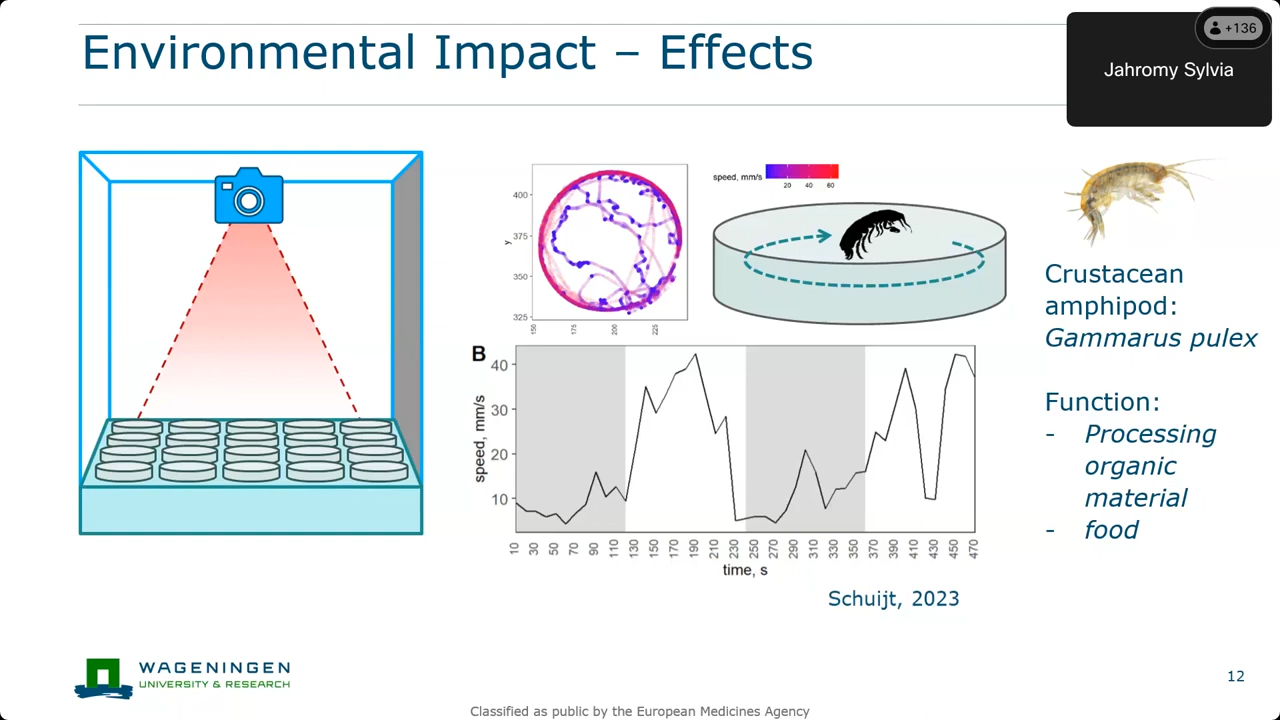 Environmental Impact – Effects
+136
Jahromy Sylvia
speed, mm/s
20 40 60
400
375
350
325
y
150 175 200 225
B
40
30
20
10
speed, mm/s
10 30 50 70 90 110 130 150 170 190 210 230 250 270 290 310 330 350 370 390 410 430 450 470
time, s
Schuijt, 2023
Crustacean
amphipod:
Gammarus pulex
Function:
- Processing
organic
material
- food
WAGENINGEN
UNIVERSITY & RESEARCH
12
Classified as public by the European Medicines Agency